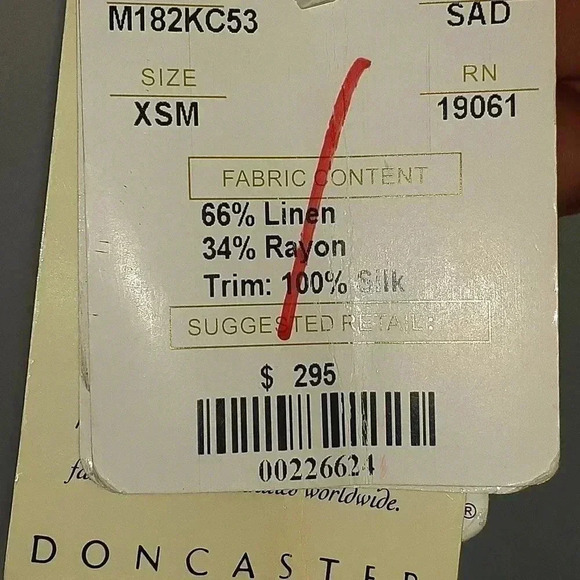 M182KC53 SAD
SIZE RN
XSM 19061
FABRIC CONTENT
66% Linen
34% Rayon
Trim: 100% Silk
SUGGESTED RETAIL
$ 295
00226624
worldwide.
®
DONCASTER